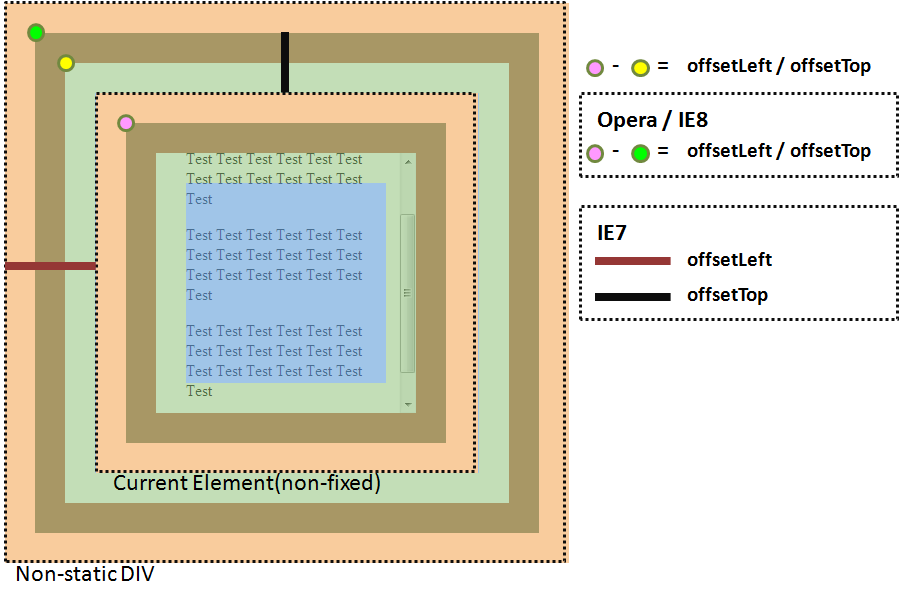 - = offsetLeft / offsetTop
Opera / IE8
- = offsetLeft / offsetTop
IE7
offsetLeft
offsetTop
Test Test Test Test Test Test
Test Test Test Test Test Test
Test
Test Test Test Test Test Test
Test Test Test Test Test Test
Test Test Test Test Test Test
Test
Test Test Test Test Test Test
Test Test Test Test Test Test
Test Test Test Test Test Test
Test
Current Element(non-fixed)
Non-static DIV